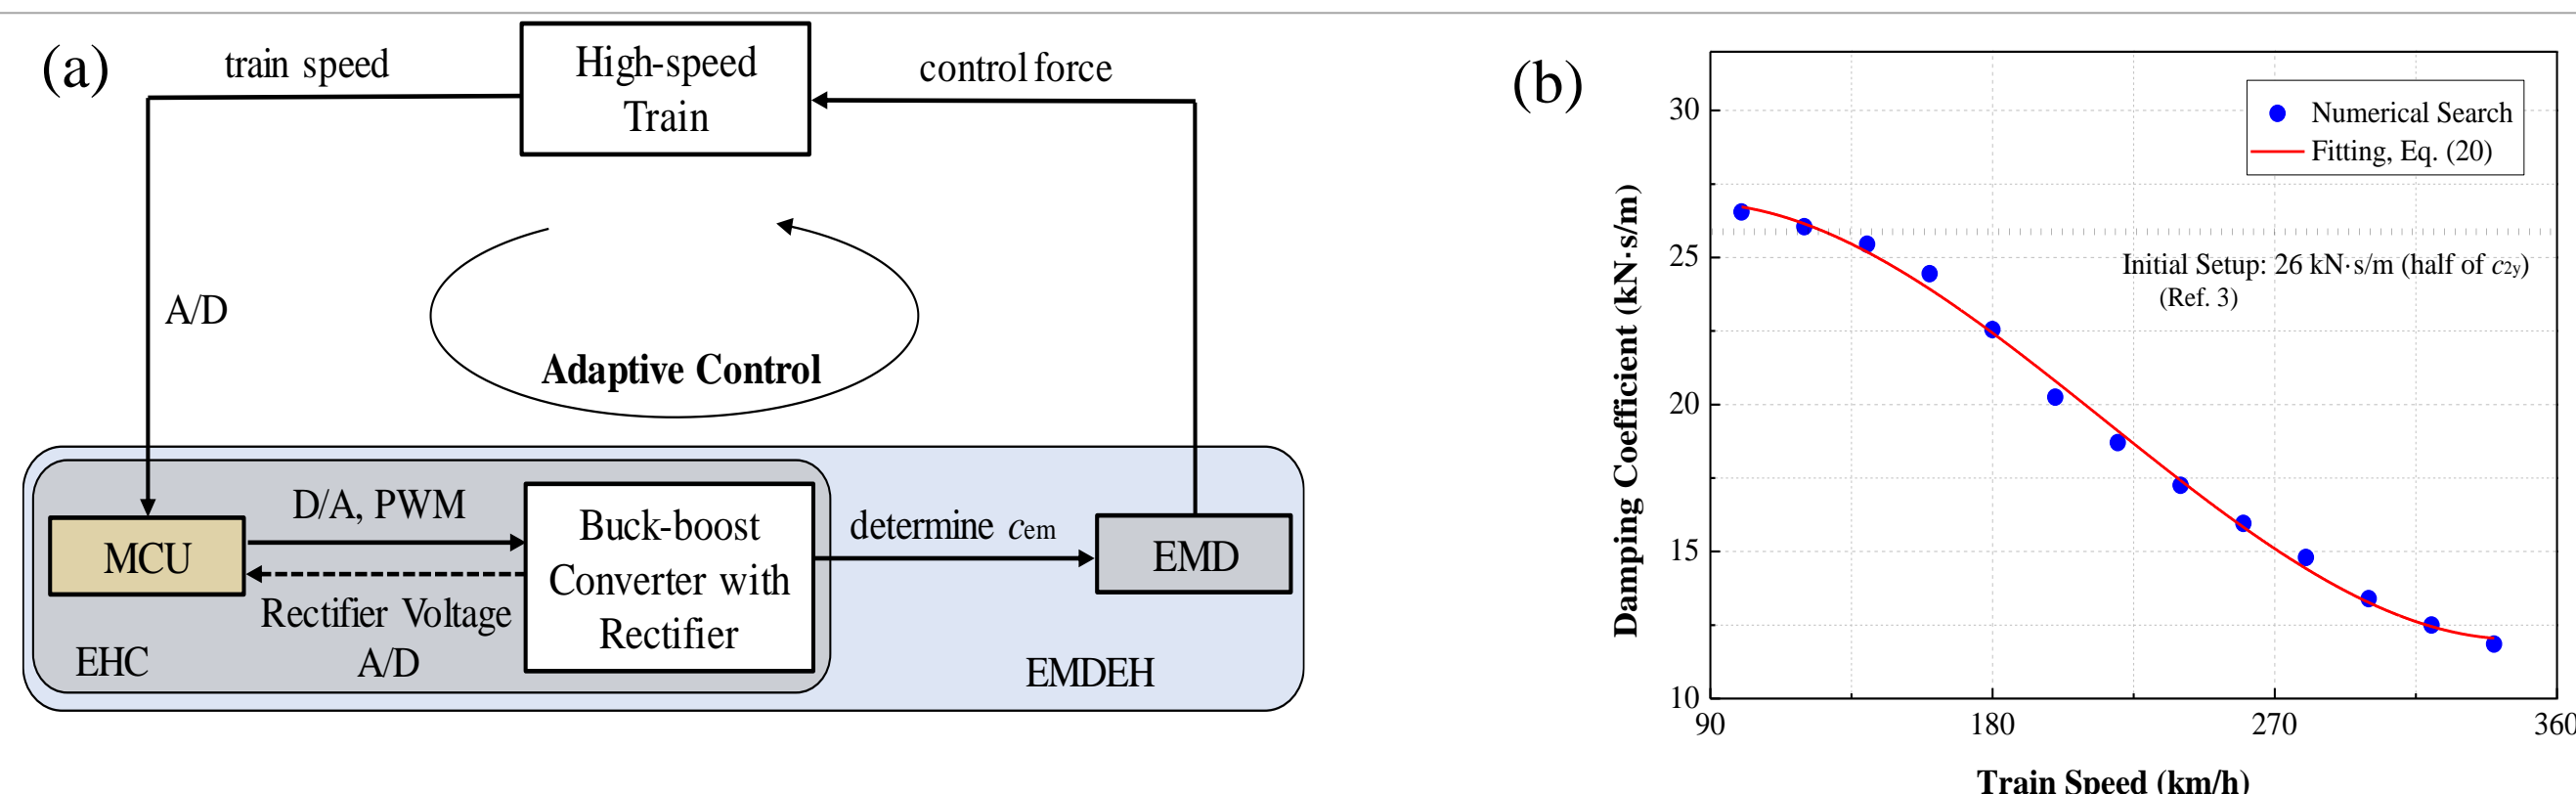 (a)
train speed
High-speed
Train
control force
A/D
Adaptive Control
D/A, PWM
MCU
Buck-boost
Converter with
Rectifier
determine cem
EMD
Rectifier Voltage
A/D
EHC
EMDEH
(b)
Numerical Search
Fitting, Eq. (20)
Initial Setup: 26 kN·s/m (half of c2y)
(Ref. 3)
Damping Coefficient (kN·s/m)
30
25
20
15
10
90 180 270 360
Train Speed (km/h)